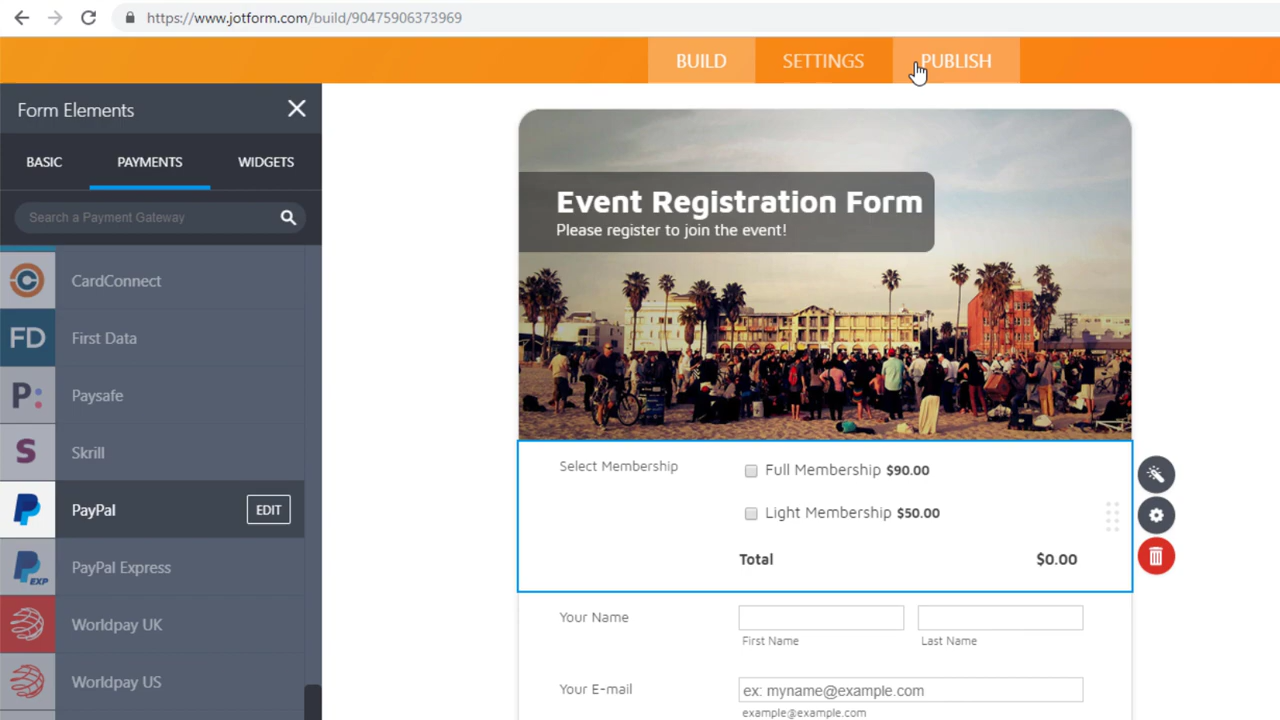 https://www.jotform.com/build/90475906373969
BUILD
SETTINGS
PUBLISH
Form Elements
BASIC
PAYMENTS
WIDGETS
Search a Payment Gateway
CardConnect
FD
First Data
P:
Paysafe
S
Skrill
PayPal
EDIT
EXP
PayPal Express
Worldpay UK
Worldpay US
Event Registration Form
Please register to join the event!
Select Membership
Full Membership $90.00
Light Membership $50.00
Total
$0.00
Your Name
First Name
Last Name
Your E-mail
ex: myname@example.com
example@example.com